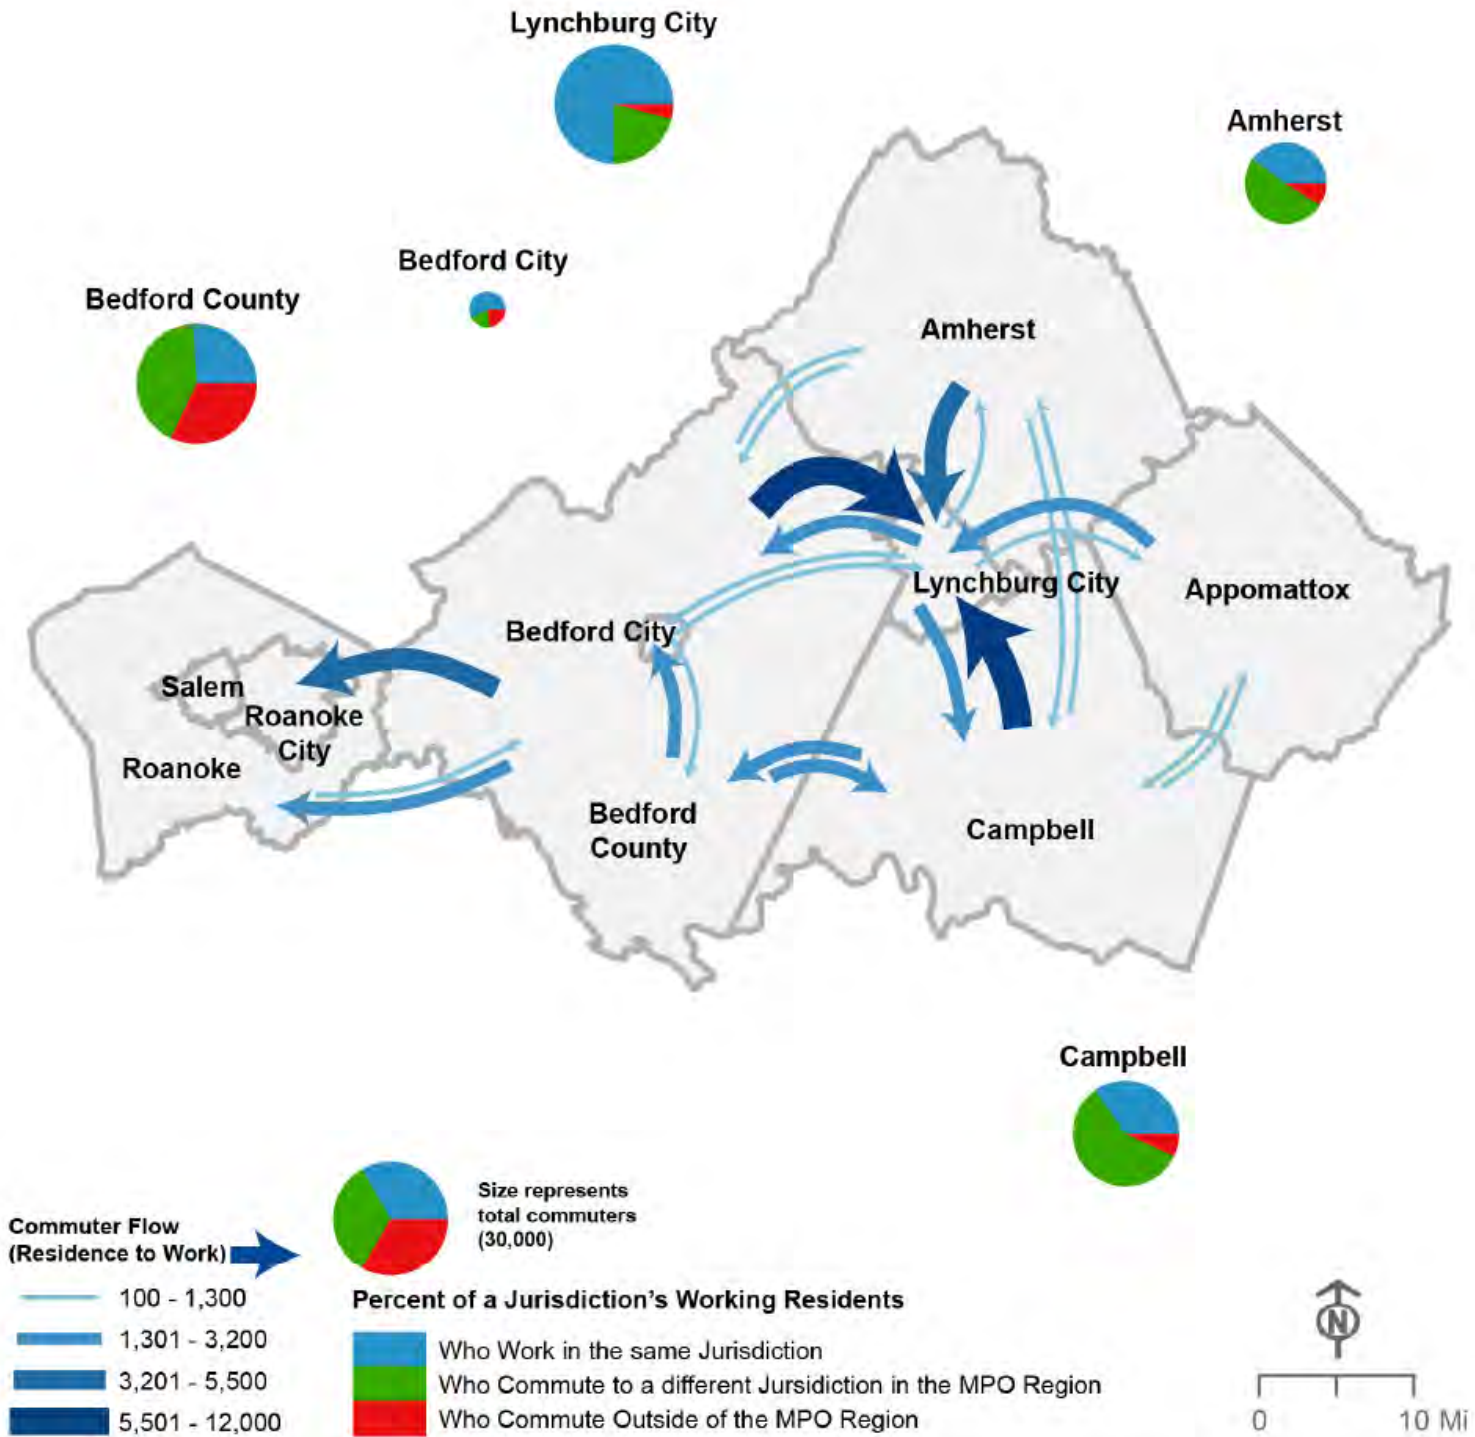 Lynchburg City
Amherst
Bedford City
Bedford County
Amherst
Lynchburg City
Appomattox
Bedford City
Salem
Roanoke
City
Roanoke
Bedford
County
Campbell
Campbell
Size represents
total commuters
(30,000)
Commuter Flow
(Residence to Work)
100 - 1,300
1,301 - 3,200
3,201 - 5,500
5,501 - 12,000
Percent of a Jurisdiction's Working Residents
Who Work in the same Jurisdiction
Who Commute to a different Jursidiction in the MPO Region
Who Commute Outside of the MPO Region
N
0 10 Mi